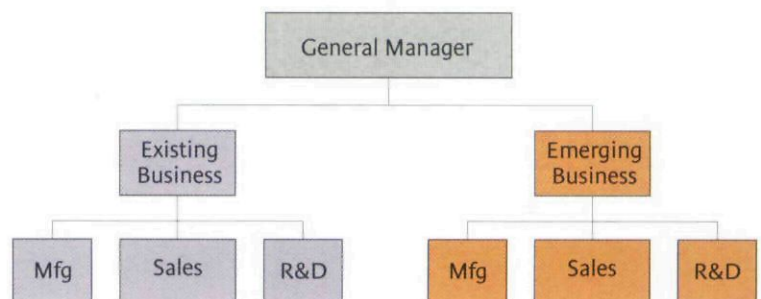 General Manager
Existing
Business
Emerging
Business
Mfg
Sales
R&D
Mfg
Sales
R&D